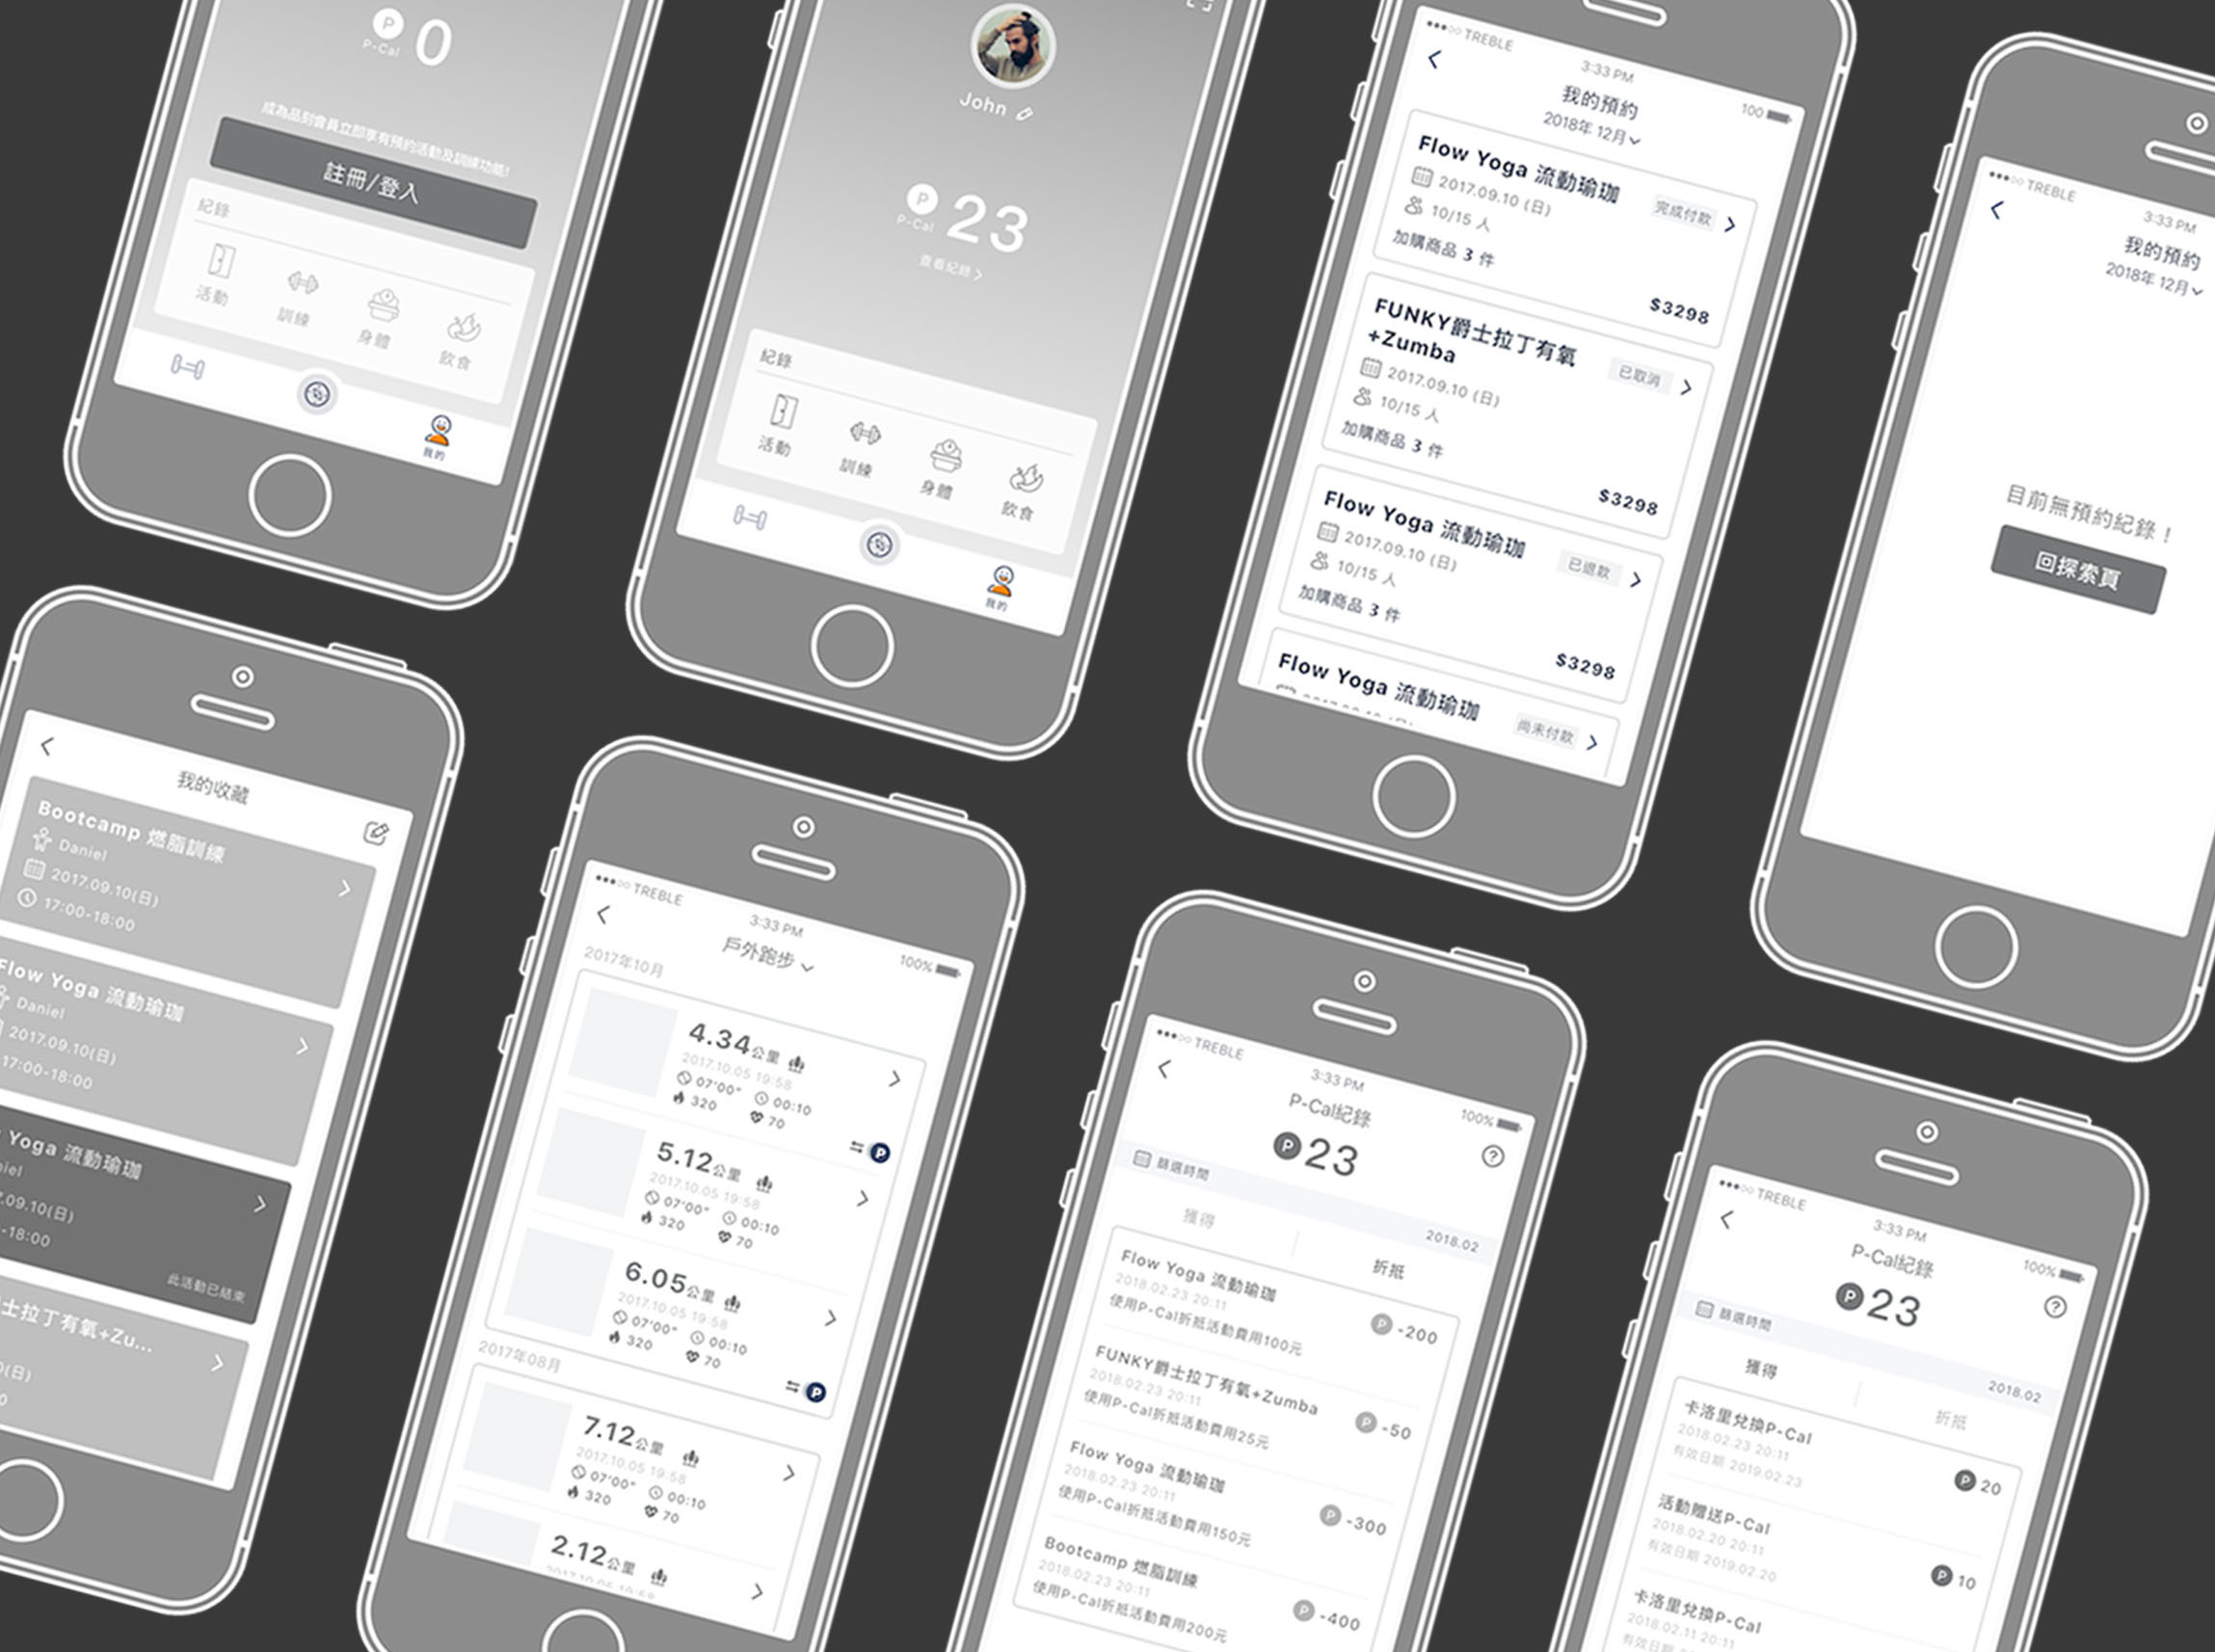 P-Cal
0
成為品刻會員立即享有預約活動及訓練功能!
註冊/登入
紀錄
活動
訓練
身體
飲食
我的
John
P
P-Cal
23
查看紀錄
紀錄
活動
訓練
身體
飲食
我的
TREBLE
3:33 PM
100
我的預約
2018年 12月
Flow Yoga 流動瑜珈
完成付款
2017.09.10 (日)
10/15 人
加購商品 3 件
$3298
FUNKY爵士拉丁有氧
+Zumba
已取消
2017.09.10 (日)
10/15 人
加購商品 3 件
$3298
Flow Yoga 流動瑜珈
已退款
2017.09.10 (日)
10/15 人
加購商品 3 件
$3298
Flow Yoga 流動瑜珈
尚未付款
TREBLE
3:33 PM
我的預約
2018年 12月
目前無預約紀錄！
回探索頁
我的收藏
Bootcamp 燃脂訓練
Daniel
2017.09.10(日)
17:00-18:00
Flow Yoga 流動瑜珈
Daniel
2017.09.10(日)
17:00-18:00
Yoga 流動瑜珈
niel
.09.10(日)
-18:00
此活動已結束
士拉丁有氧+Zu...
0(日)
0
TREBLE
3:33 PM
100%
戶外跑步
2017年10月
4.34公里
2017.10.05 19:58
07'00" 00:10
320 70
P
5.12公里
2017.10.05 19:58
07'00" 00:10
320 70
6.05公里
2017.10.05 19:58
07'00" 00:10
320 70
P
2017年08月
7.12公里
2017.10.05 19:58
07'00" 00:10
320 70
2.12公里
2017.10.05 19:58
TREBLE
3:33 PM
100%
P-Cal紀錄
P 23
?
篩選時間
2018.02
獲得
折抵
Flow Yoga 流動瑜珈
2018.02.23 20:11
使用P-Cal折抵活動費用100元
P -200
FUNKY爵士拉丁有氧+Zumba
2018.02.23 20:11
使用P-Cal折抵活動費用25元
P -50
Flow Yoga 流動瑜珈
2018.02.23 20:11
使用P-Cal折抵活動費用150元
P -300
Bootcamp 燃脂訓練
2018.02.23 20:11
使用P-Cal折抵活動費用200元
P -400
TREBLE
3:33 PM
100%
P-Cal紀錄
P 23
?
篩選時間
2018.02
獲得
折抵
卡洛里兌換P-Cal
2018.02.23 20:11
有效日期 2019.02.23
P 20
活動贈送P-Cal
2018.02.20 20:11
有效日期 2019.02.20
P 10
卡洛里兌換P-Cal
2018.02.11 20:11
有效日期